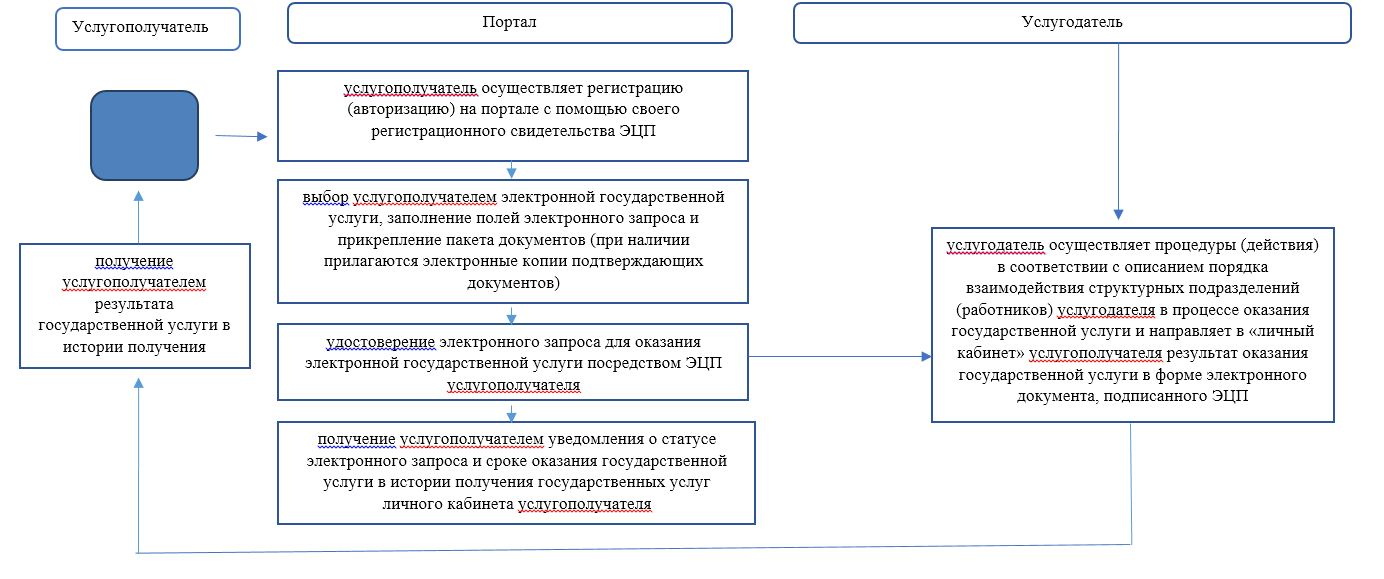 Услугополучатель
Портал
Услугодатель
услугополучатель осуществляет регистрацию
(авторизацию) на портале с помощью своего
регистрационного свидетельства ЭЦП
выбор услугополучателем электронной государственной
услуги, заполнение полей электронного запроса и
прикрепление пакета документов (при наличии
прилагаются электронные копии подтверждающих
документов)
удостоверение электронного запроса для оказания
электронной государственной услуги посредством ЭЦП
услугополучателя
получение услугополучателем уведомления о статусе
электронного запроса и сроке оказания государственной
услуги в истории получения государственных услуг
личного кабинета услугополучателя
услугодатель осуществляет процедуры (действия)
в соответствии с описанием порядка
взаимодействия структурных подразделений
(работников) услугодателя в процессе оказания
государственной услуги и направляет в «личный
кабинет» услугополучателя результат оказания
государственной услуги в форме электронного
документа, подписанного ЭЦП
получение
услугополучателем
результата
государственной услуги в
истории получения